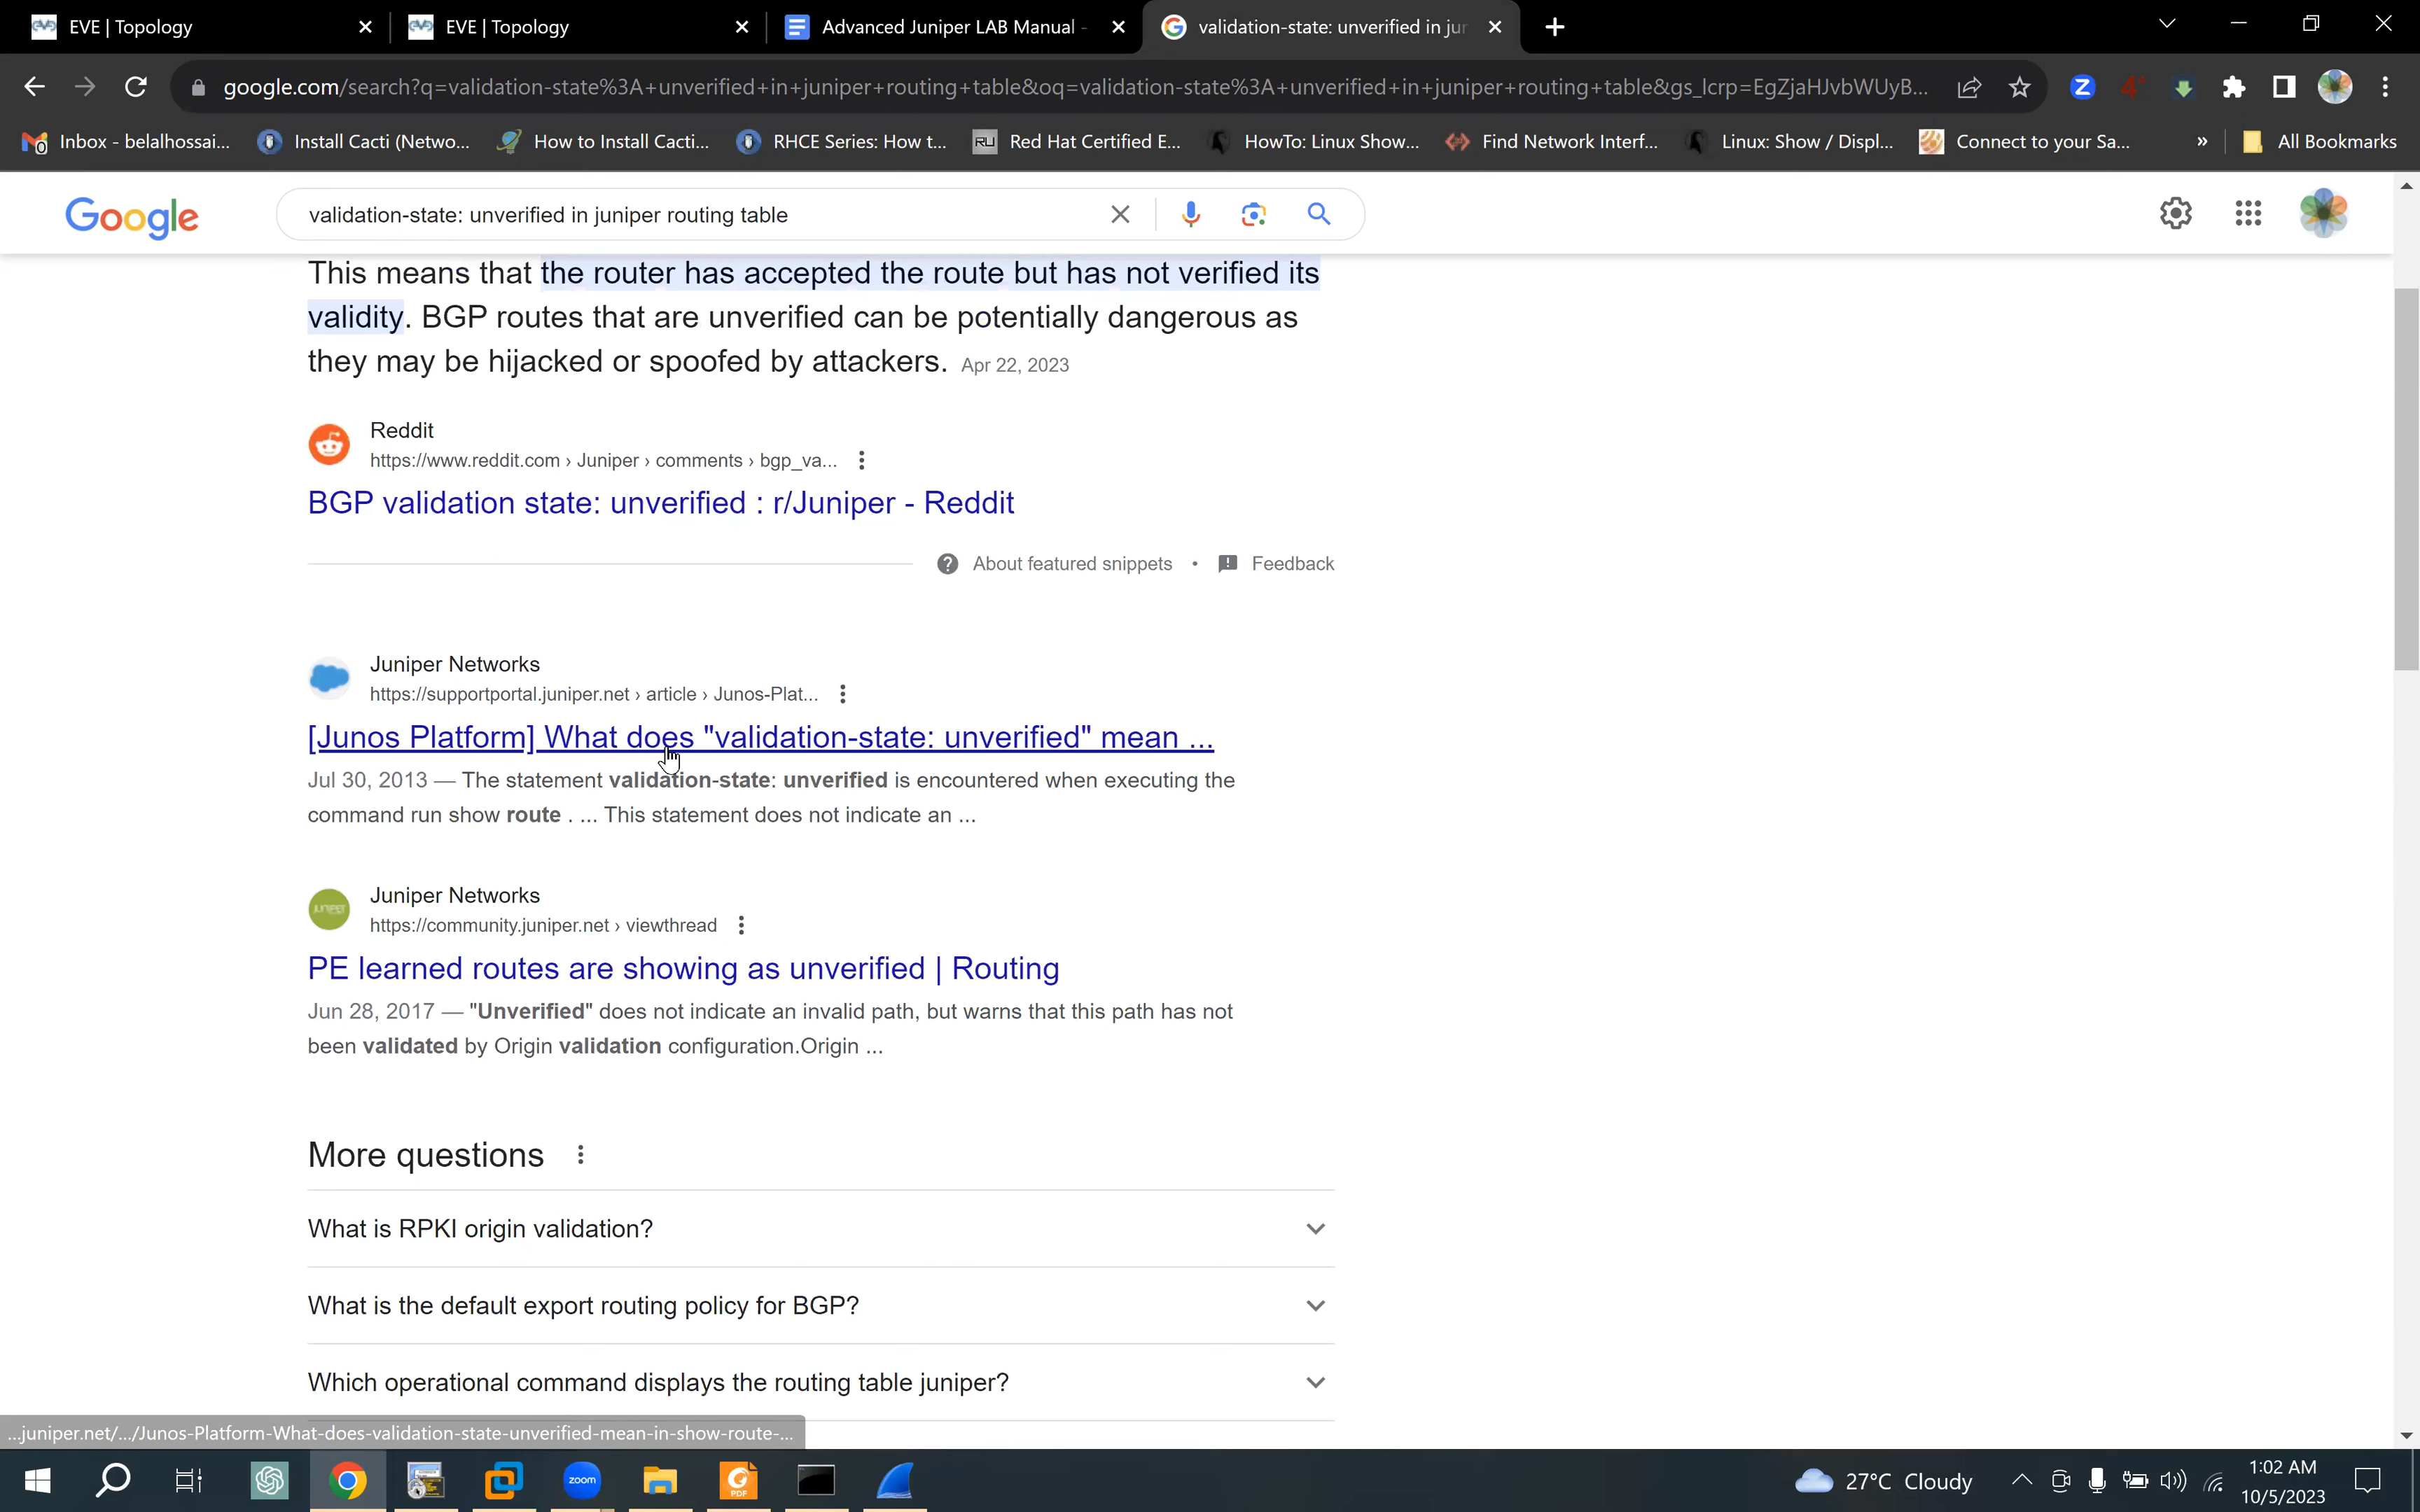 EVE | Topology
EVE | Topology
Advanced Juniper LAB Manual -
validation-state: unverified in jur
google.com/search?q=validation-state%3A+unverified+in+juniper+routing+table&oq=validation-state%3A+unverified+in+juniper+routing+table&gs_lcrp=EgZjaHJvbWUyB...
Inbox - belalhossai...
Install Cacti (Netwo...
How to Install Cacti...
RHCE Series: How t...
Red Hat Certified E...
HowTo: Linux Show...
Find Network Interf...
Linux: Show / Displ...
Connect to your Sa...
»
All Bookmarks
Google
validation-state: unverified in juniper routing table
This means that the router has accepted the route but has not verified its
validity. BGP routes that are unverified can be potentially dangerous as
they may be hijacked or spoofed by attackers. Apr 22, 2023
Reddit
https://www.reddit.com › Juniper › comments › bgp_va...
BGP validation state: unverified : r/Juniper - Reddit
About featured snippets • Feedback
Juniper Networks
https://supportportal.juniper.net › article › Junos-Plat...
[Junos Platform] What does "validation-state: unverified" mean ...
Jul 30, 2013 — The statement validation-state: unverified is encountered when executing the
command run show route . ... This statement does not indicate an ...
Juniper Networks
https://community.juniper.net › viewthread
PE learned routes are showing as unverified | Routing
Jun 28, 2017 — "Unverified" does not indicate an invalid path, but warns that this path has not
been validated by Origin validation configuration.Origin ...
More questions
What is RPKI origin validation?
What is the default export routing policy for BGP?
Which operational command displays the routing table juniper?
...juniper.net/.../Junos-Platform-What-does-validation-state-unverified-mean-in-show-route-...
zoom
PDF
27°C Cloudy
1:02 AM
10/5/2023